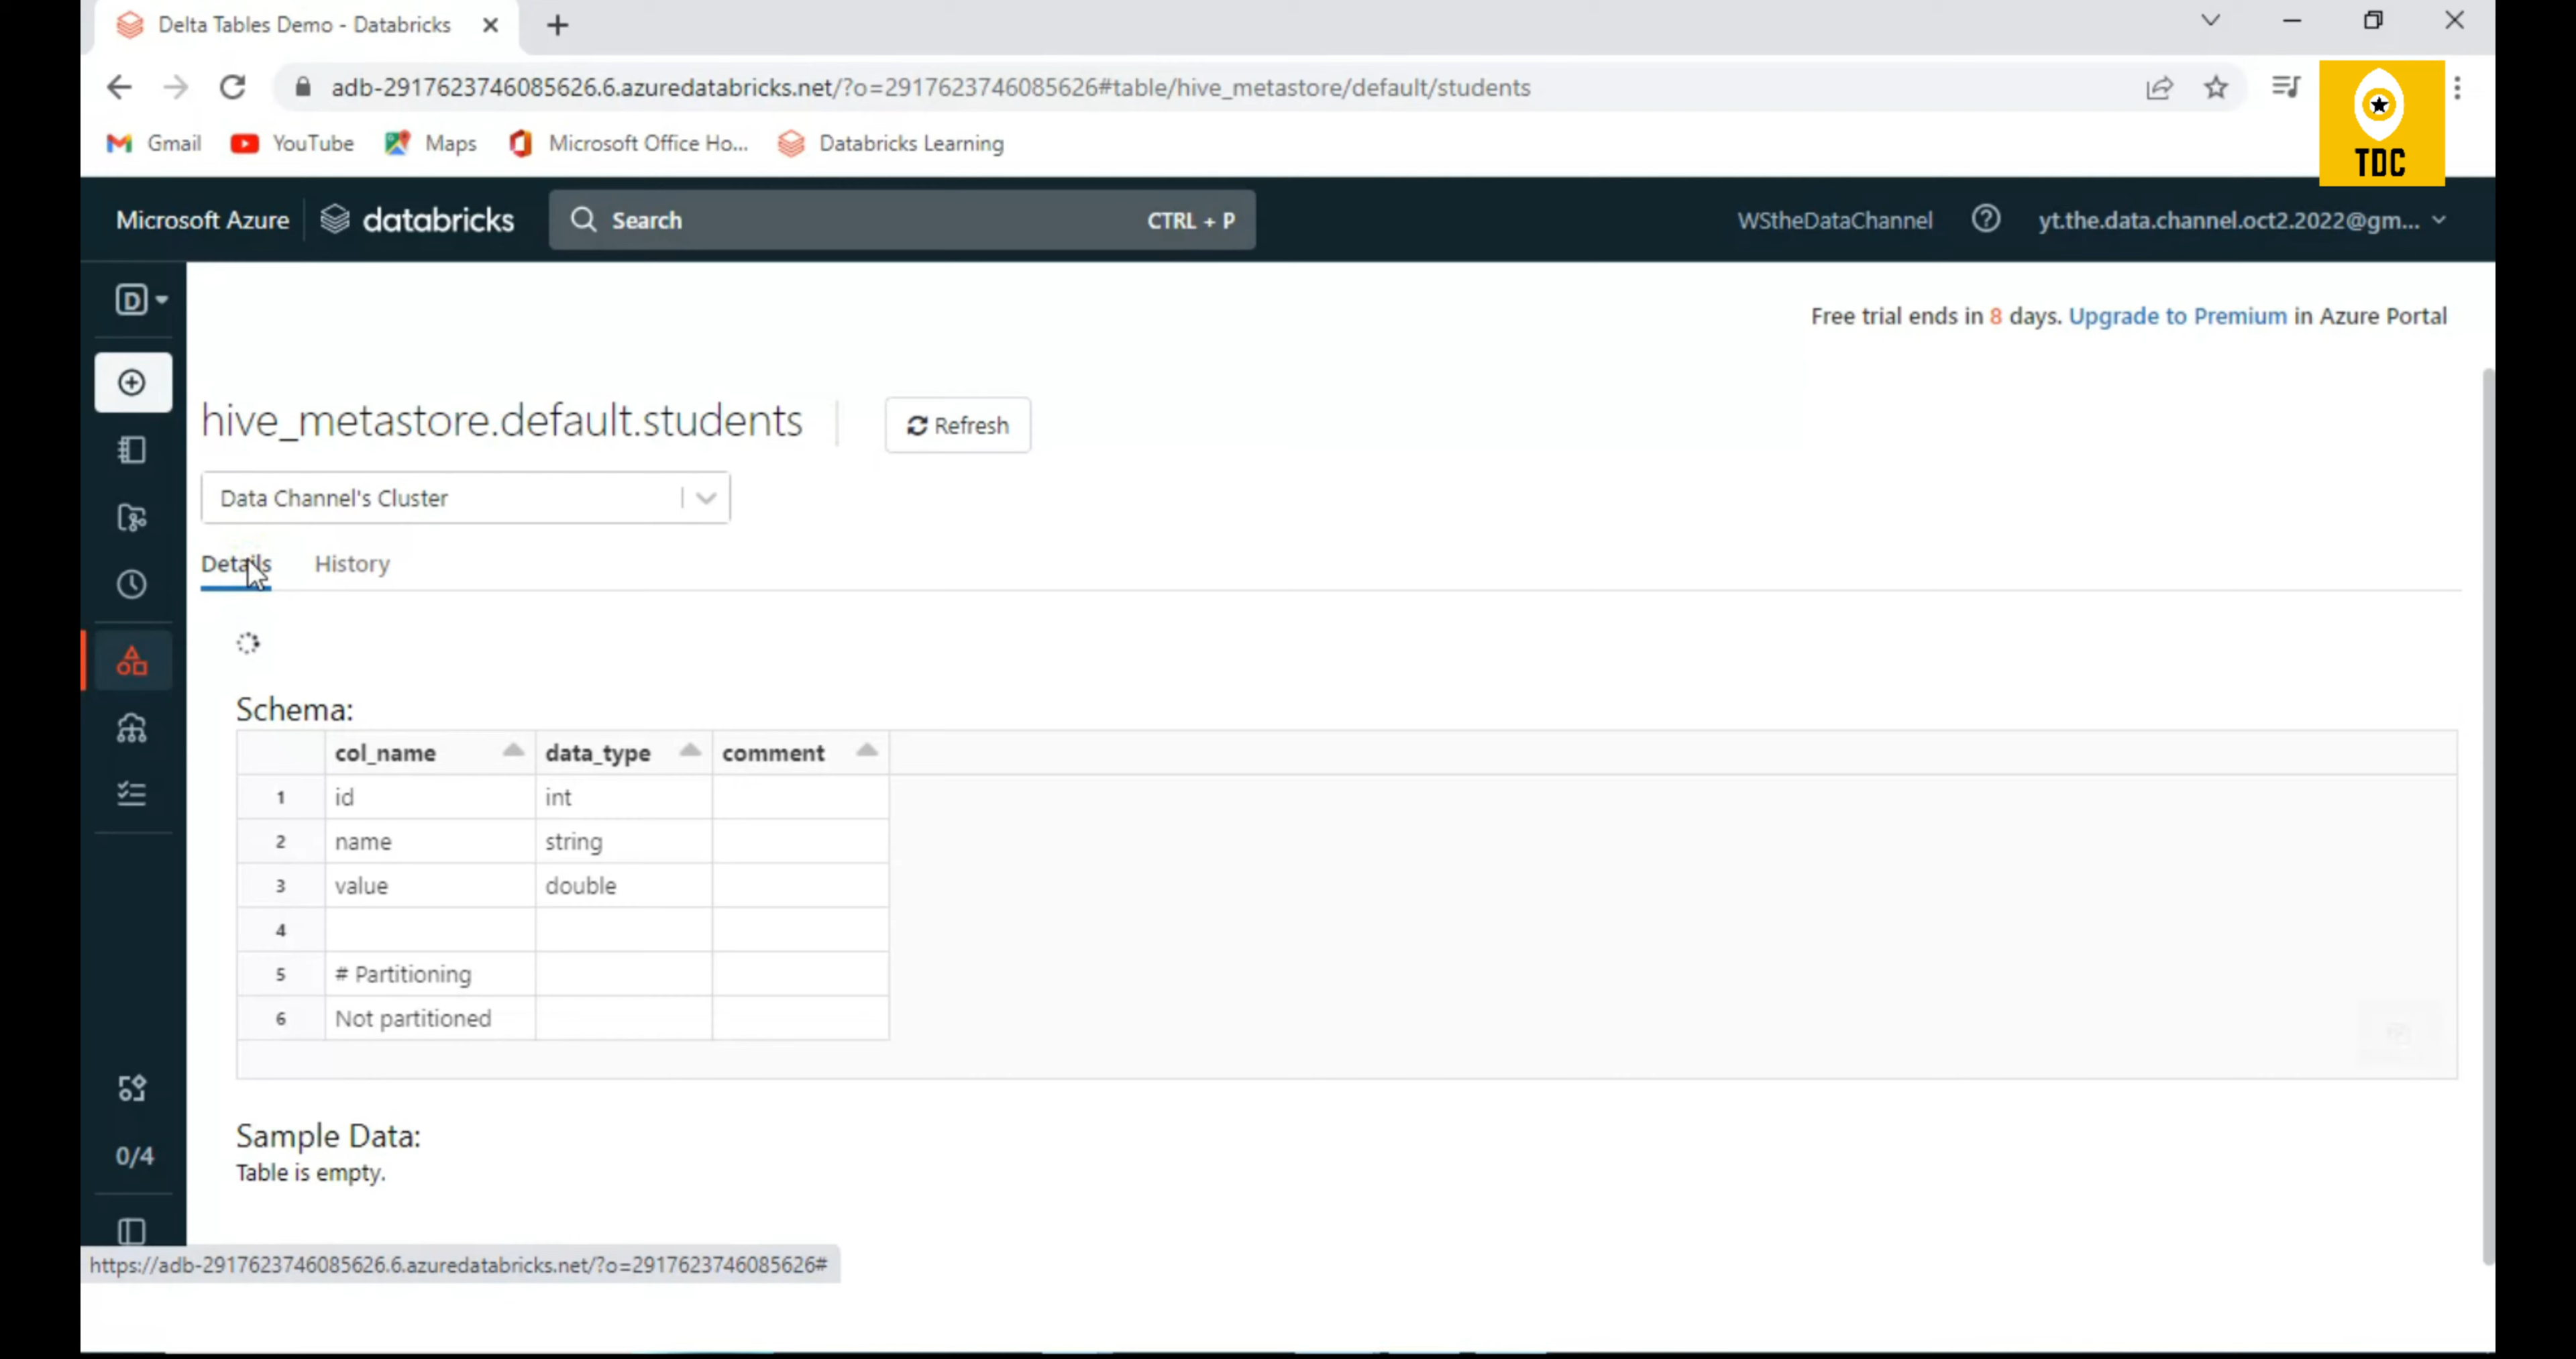 Delta Tables Demo - Databricks
adb-2917623746085626.6.azuredatabricks.net/?o=2917623746085626#table/hive_metastore/default/students
Gmail YouTube Maps Microsoft Office Ho... Databricks Learning
TDC
Microsoft Azure databricks Search CTRL + P WStheDataChannel yt.the.data.channel.oct2.2022@gm...
D
Free trial ends in 8 days. Upgrade to Premium in Azure Portal
hive_metastore.default.students Refresh
Data Channel's Cluster
Details History
Schema:
col_name data_type comment
1 id int
2 name string
3 value double
4
5 # Partitioning
6 Not partitioned
Sample Data:
0/4
Table is empty.
https://adb-2917623746085626.6.azuredatabricks.net/?o=2917623746085626#